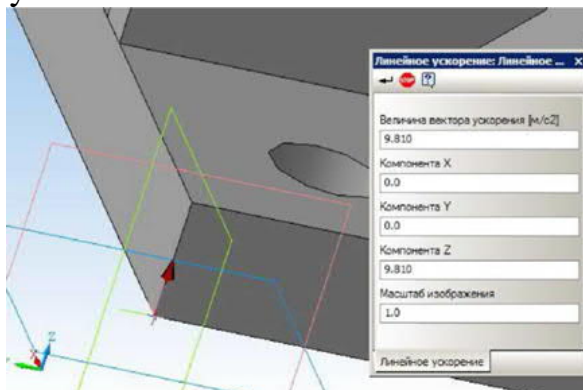 Линейное ускорение: Линейное ... x
STOP ?
Величина вектора ускорения [м/с2]
9.810
Компонента X
0.0
Компонента Y
0.0
Компонента Z
9.810
Масштаб изображения
1.0
Линейное ускорение
Z